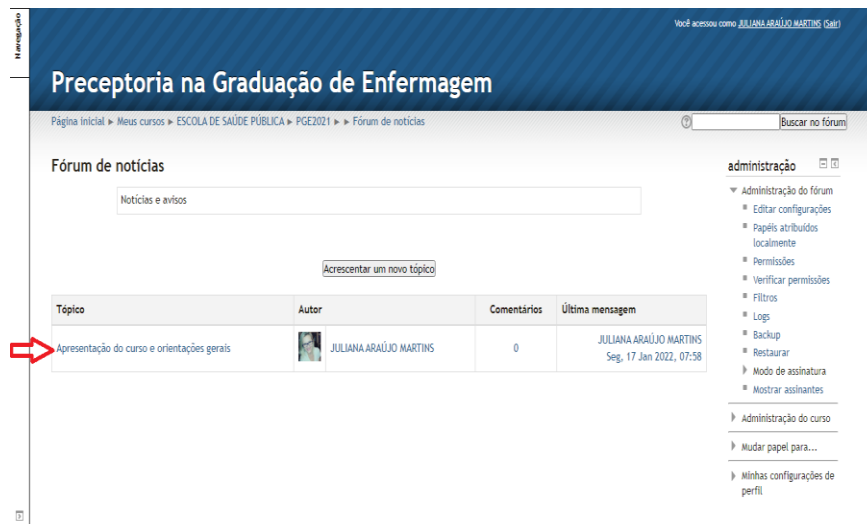 Navegação
Você acessou como JULIANA ARAÚJO MARTINS (Sair)
Preceptoria na Graduação de Enfermagem
Página inicial ► Meus cursos ► ESCOLA DE SAÚDE PÚBLICA ► PGE2021 ► ► Fórum de notícias
Buscar no fórum
Fórum de notícias
Notícias e avisos
Acrescentar um novo tópico
Tópico Autor Comentários Última mensagem
Apresentação do curso e orientações gerais JULIANA ARAÚJO MARTINS 0 JULIANA ARAÚJO MARTINS
Seg, 17 Jan 2022, 07:58
administração
Administração do fórum
Editar configurações
Papéis atribuídos
localmente
Permissões
Verificar permissões
Filtros
Logs
Backup
Restaurar
Modo de assinatura
Mostrar assinantes
Administração do curso
Mudar papel para...
Minhas configurações de
perfil